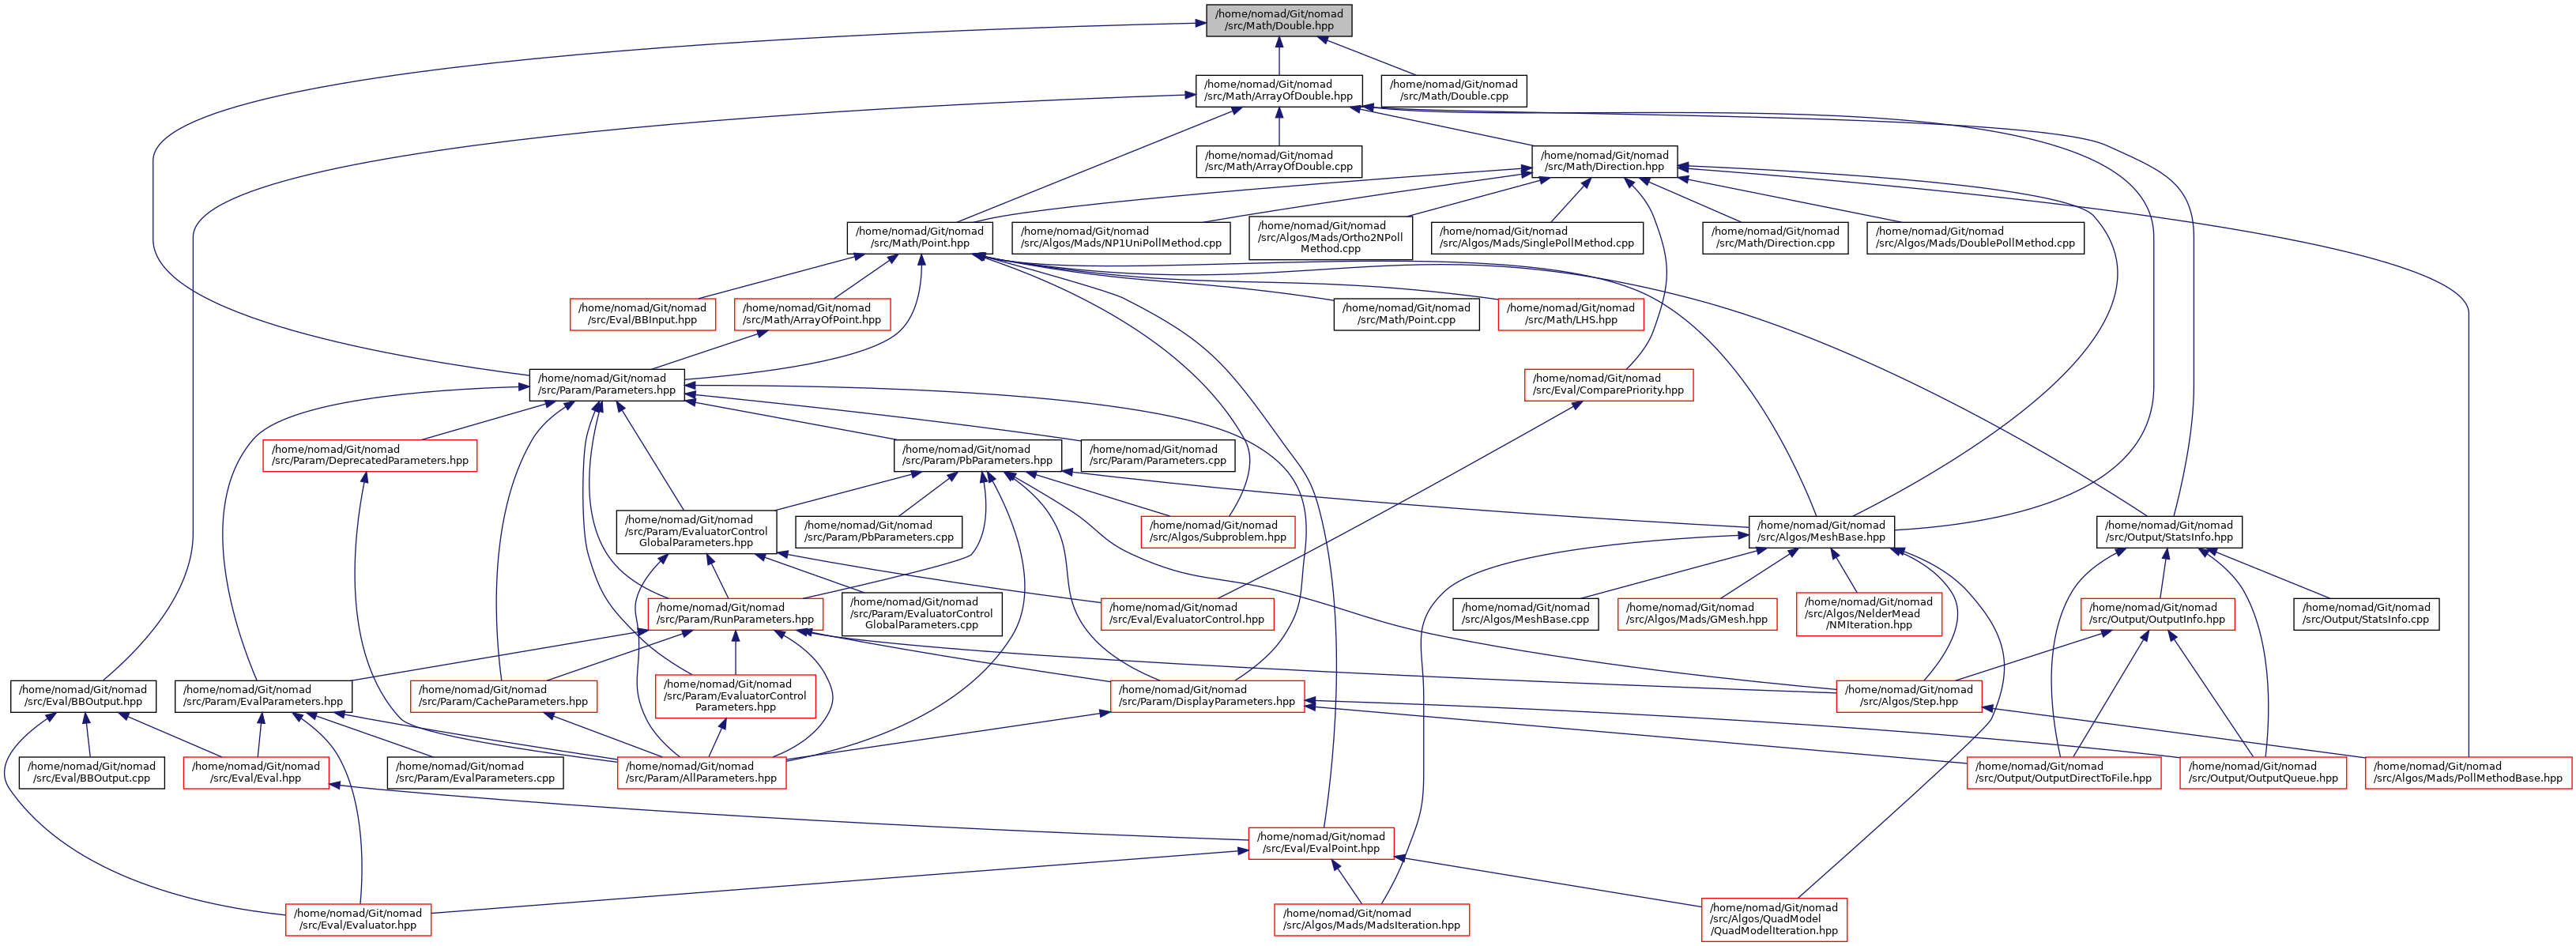 /home/nomad/Git/nomad
/src/Math/Double.hpp
/home/nomad/Git/nomad
/src/Math/ArrayOfDouble.hpp
/home/nomad/Git/nomad
/src/Math/Double.cpp
/home/nomad/Git/nomad
/src/Math/ArrayOfDouble.cpp
/home/nomad/Git/nomad
/src/Math/Direction.hpp
/home/nomad/Git/nomad
/src/Math/Point.hpp
/home/nomad/Git/nomad
/src/Algos/Mads/NP1UniPollMethod.cpp
/home/nomad/Git/nomad
/src/Algos/Mads/Ortho2NPoll
Method.cpp
/home/nomad/Git/nomad
/src/Algos/Mads/SinglePollMethod.cpp
/home/nomad/Git/nomad
/src/Math/Direction.cpp
/home/nomad/Git/nomad
/src/Algos/Mads/DoublePollMethod.cpp
/home/nomad/Git/nomad
/src/Eval/BBInput.hpp
/home/nomad/Git/nomad
/src/Math/ArrayOfPoint.hpp
/home/nomad/Git/nomad
/src/Math/Point.cpp
/home/nomad/Git/nomad
/src/Math/LHS.hpp
/home/nomad/Git/nomad
/src/Param/Parameters.hpp
/home/nomad/Git/nomad
/src/Eval/ComparePriority.hpp
/home/nomad/Git/nomad
/src/Param/DeprecatedParameters.hpp
/home/nomad/Git/nomad
/src/Param/PbParameters.hpp
/home/nomad/Git/nomad
/src/Param/Parameters.cpp
/home/nomad/Git/nomad
/src/Param/EvaluatorControl
GlobalParameters.hpp
/home/nomad/Git/nomad
/src/Param/PbParameters.cpp
/home/nomad/Git/nomad
/src/Algos/Subproblem.hpp
/home/nomad/Git/nomad
/src/Algos/MeshBase.hpp
/home/nomad/Git/nomad
/src/Output/StatsInfo.hpp
/home/nomad/Git/nomad
/src/Param/RunParameters.hpp
/home/nomad/Git/nomad
/src/Param/EvaluatorControl
GlobalParameters.cpp
/home/nomad/Git/nomad
/src/Eval/EvaluatorControl.hpp
/home/nomad/Git/nomad
/src/Algos/MeshBase.cpp
/home/nomad/Git/nomad
/src/Algos/Mads/GMesh.hpp
/home/nomad/Git/nomad
/src/Algos/NelderMead
/NMIteration.hpp
/home/nomad/Git/nomad
/src/Output/OutputInfo.hpp
/home/nomad/Git/nomad
/src/Output/StatsInfo.cpp
/home/nomad/Git/nomad
/src/Eval/BBOutput.hpp
/home/nomad/Git/nomad
/src/Param/EvalParameters.hpp
/home/nomad/Git/nomad
/src/Param/CacheParameters.hpp
/home/nomad/Git/nomad
/src/Param/EvaluatorControl
Parameters.hpp
/home/nomad/Git/nomad
/src/Param/DisplayParameters.hpp
/home/nomad/Git/nomad
/src/Algos/Step.hpp
/home/nomad/Git/nomad
/src/Eval/BBOutput.cpp
/home/nomad/Git/nomad
/src/Eval/Eval.hpp
/home/nomad/Git/nomad
/src/Param/EvalParameters.cpp
/home/nomad/Git/nomad
/src/Param/AllParameters.hpp
/home/nomad/Git/nomad
/src/Output/OutputDirectToFile.hpp
/home/nomad/Git/nomad
/src/Output/OutputQueue.hpp
/home/nomad/Git/nomad
/src/Algos/Mads/PollMethodBase.hpp
/home/nomad/Git/nomad
/src/Eval/EvalPoint.hpp
/home/nomad/Git/nomad
/src/Eval/Evaluator.hpp
/home/nomad/Git/nomad
/src/Algos/Mads/MadsIteration.hpp
/home/nomad/Git/nomad
/src/Algos/QuadModel
/QuadModelIteration.hpp